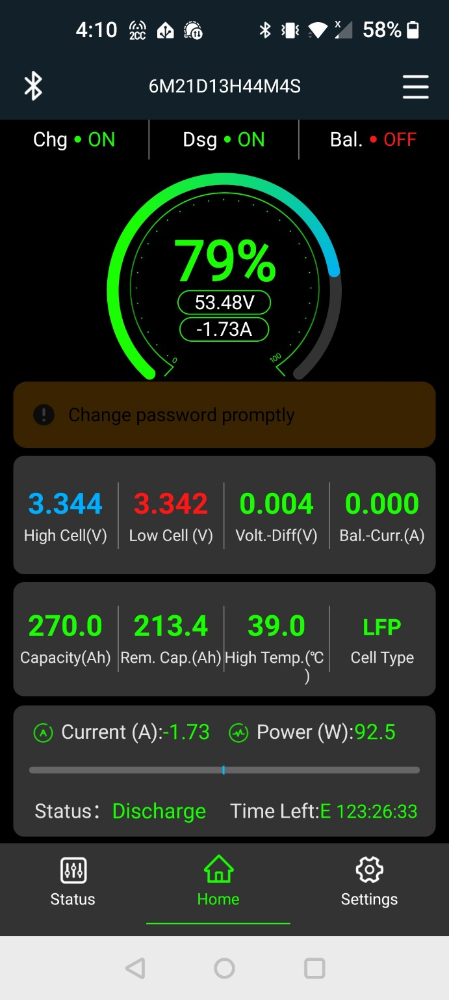 4:10 2CC x 58%
6M21D13H44M4S
Chg • ON Dsg • ON Bal. • OFF
79%
53.48V
-1.73A
0 100
Change password promptly
3.344 3.342 0.004 0.000
High Cell(V) Low Cell (V) Volt.-Diff(V) Bal.-Curr.(A)
270.0 213.4 39.0 LFP
Capacity(Ah) Rem. Cap.(Ah) High Temp.(℃ Cell Type
)
A Current (A):-1.73 Power (W):92.5
Status： Discharge Time Left:E 123:26:33
Status Home Settings